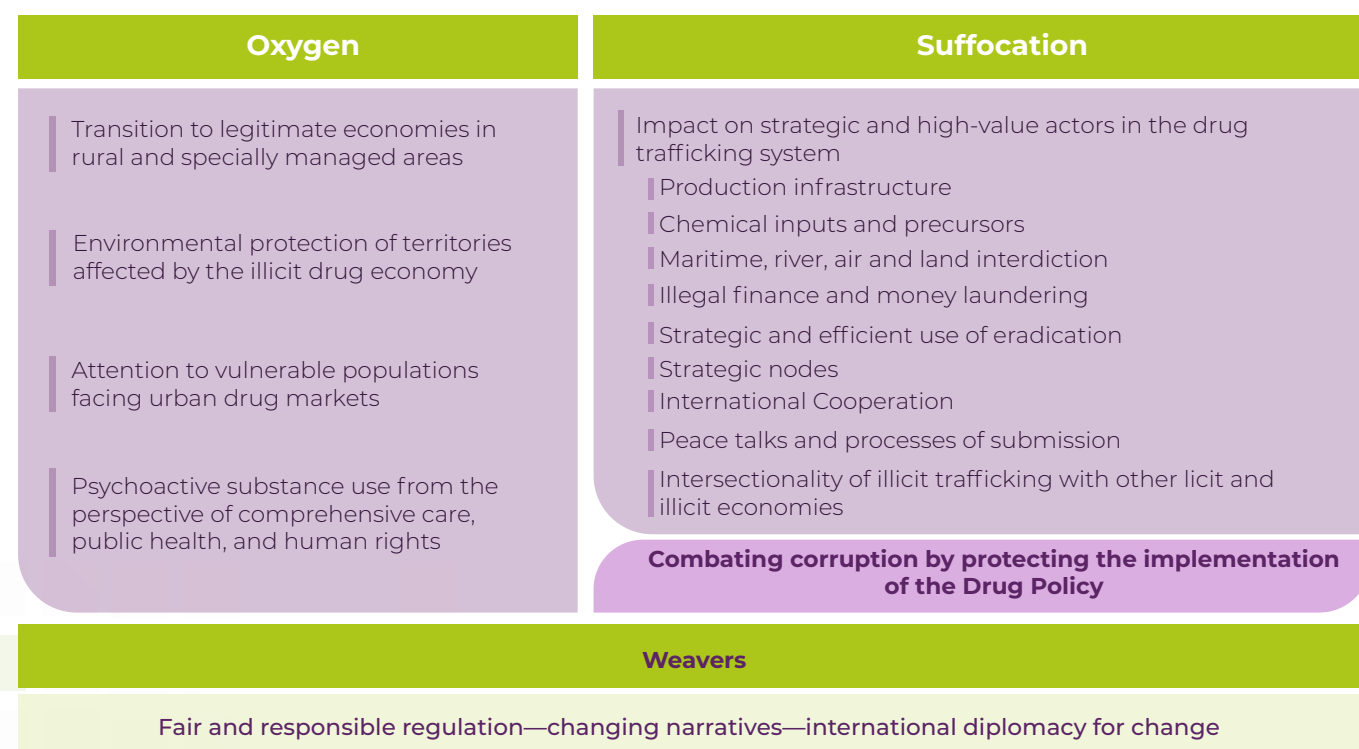 Oxygen
Transition to legitimate economies in
rural and specially managed areas
Environmental protection of territories
affected by the illicit drug economy
Attention to vulnerable populations
facing urban drug markets
Psychoactive substance use from the
perspective of comprehensive care,
public health, and human rights
Suffocation
Impact on strategic and high-value actors in the drug
trafficking system
Production infrastructure
Chemical inputs and precursors
Maritime, river, air and land interdiction
Illegal finance and money laundering
Strategic and efficient use of eradication
Strategic nodes
International Cooperation
Peace talks and processes of submission
Intersectionality of illicit trafficking with other licit and
illicit economies
Combating corruption by protecting the implementation
of the Drug Policy
Weavers
Fair and responsible regulation—changing narratives—international diplomacy for change